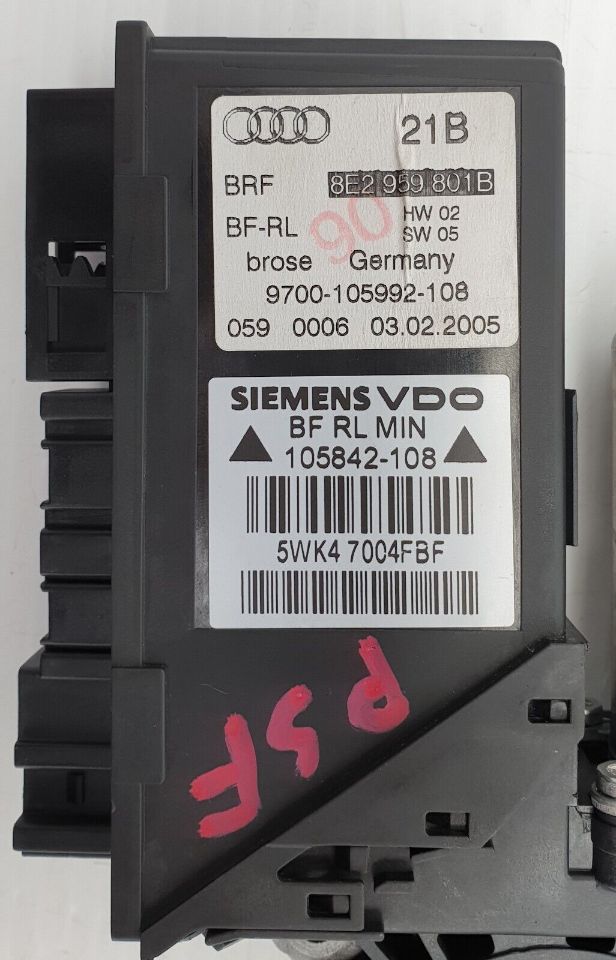 21B
BRF 8E2 959 801B
BF-RL HW 02
SW 05
90
brose Germany
9700-105992-108
059 0006 03.02.2005
SIEMENS VDO
BF RL MIN
105842-108
5WK4 7004FBF
PSF